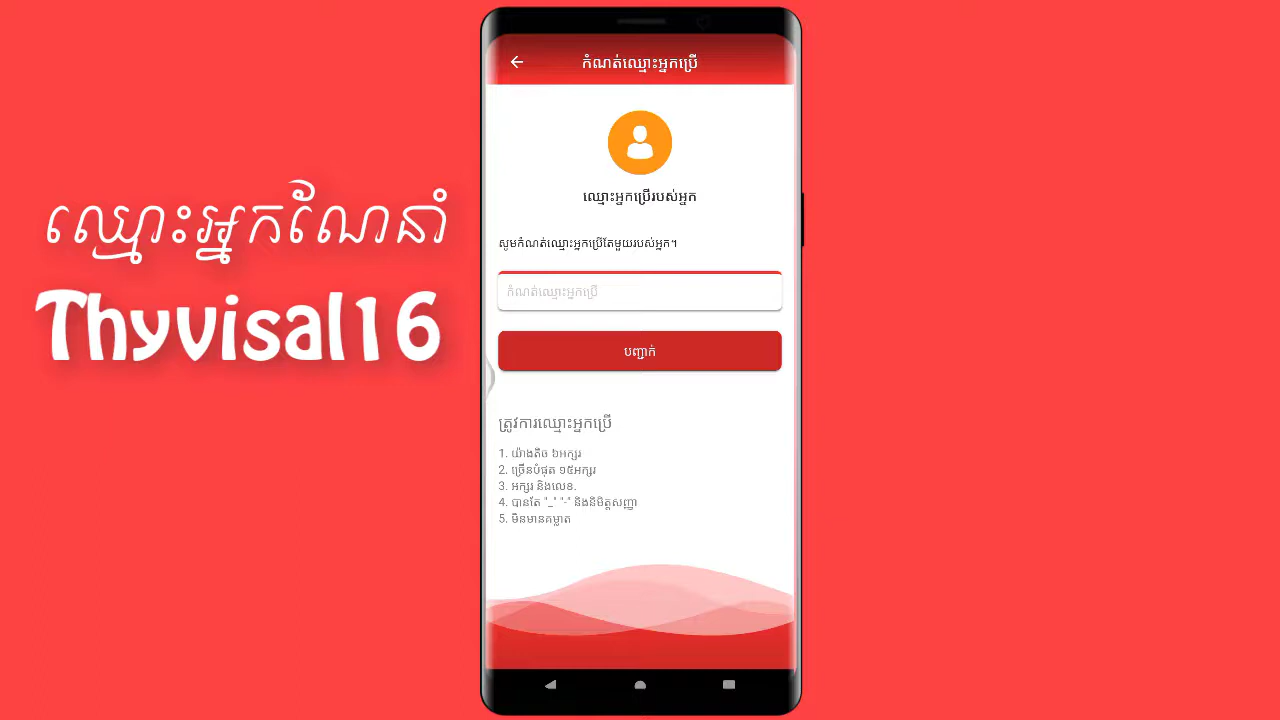 ឈ្មោះអ្នកណែនាំ
Thyvisal16
កំណត់ឈ្មោះអ្នកប្រើ
ឈ្មោះអ្នកប្រើរបស់អ្នក
សូមកំណត់ឈ្មោះអ្នកប្រើតែមួយរបស់អ្នក។
កំណត់ឈ្មោះអ្នកប្រើ
បញ្ជាក់
ត្រូវការឈ្មោះអ្នកប្រើ
1. យ៉ាងតិច ៦អក្សរ
2. ច្រើនបំផុត ១៥អក្សរ
3. អក្សរ និងលេខ.
4. បានតែ "_" "-" និងនិមិត្តសញ្ញា
5. មិនមានគម្លាត